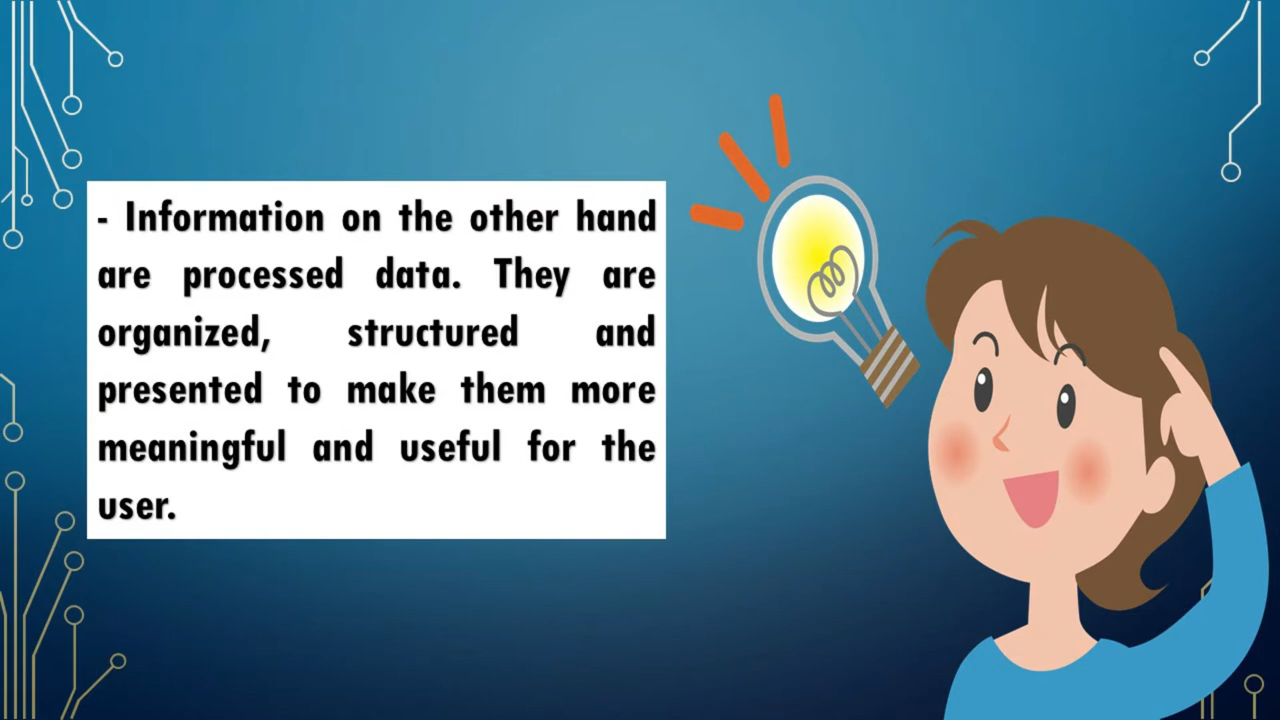 - Information on the other hand
are processed data. They are
organized, structured and
presented to make them more
meaningful and useful for the
user.